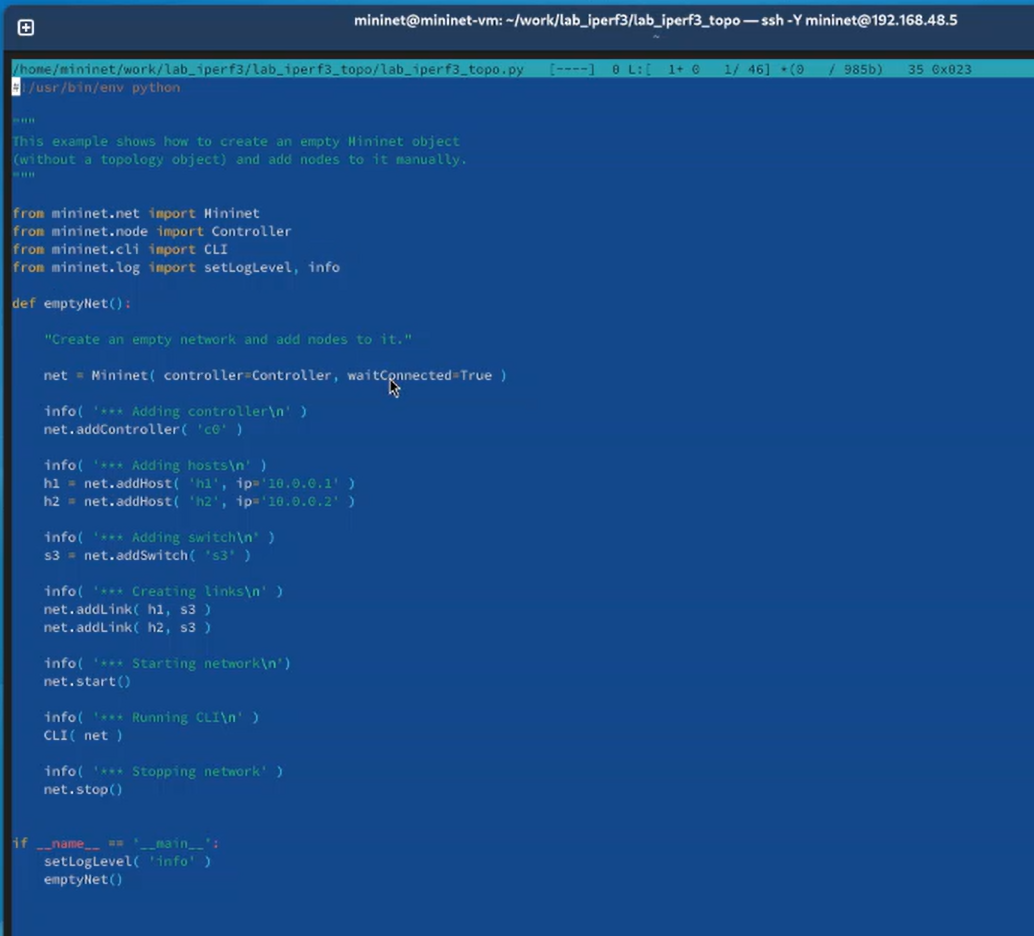 mininet@mininet-vm: ~/work/lab_iperf3/lab_iperf3_topo — ssh -Y mininet@192.168.48.5
~
/home/mininet/work/lab_iperf3/lab_iperf3_topo/lab_iperf3_topo.py   [----]  0 L:[  1+ 0   1/ 46] *(0   / 985b)   35 0x023
#!/usr/bin/env python
"""
This example shows how to create an empty Mininet object
(without a topology object) and add nodes to it manually.
"""
from mininet.net import Mininet
from mininet.node import Controller
from mininet.cli import CLI
from mininet.log import setLogLevel, info
def emptyNet():
    "Create an empty network and add nodes to it."
    net = Mininet( controller=Controller, waitConnected=True )
    info( '*** Adding controller\n' )
    net.addController( 'c0' )
    info( '*** Adding hosts\n' )
    h1 = net.addHost( 'h1', ip='10.0.0.1' )
    h2 = net.addHost( 'h2', ip='10.0.0.2' )
    info( '*** Adding switch\n' )
    s3 = net.addSwitch( 's3' )
    info( '*** Creating links\n' )
    net.addLink( h1, s3 )
    net.addLink( h2, s3 )
    info( '*** Starting network\n')
    net.start()
    info( '*** Running CLI\n' )
    CLI( net )
    info( '*** Stopping network' )
    net.stop()
if __name__ == '__main__':
    setLogLevel( 'info' )
    emptyNet()